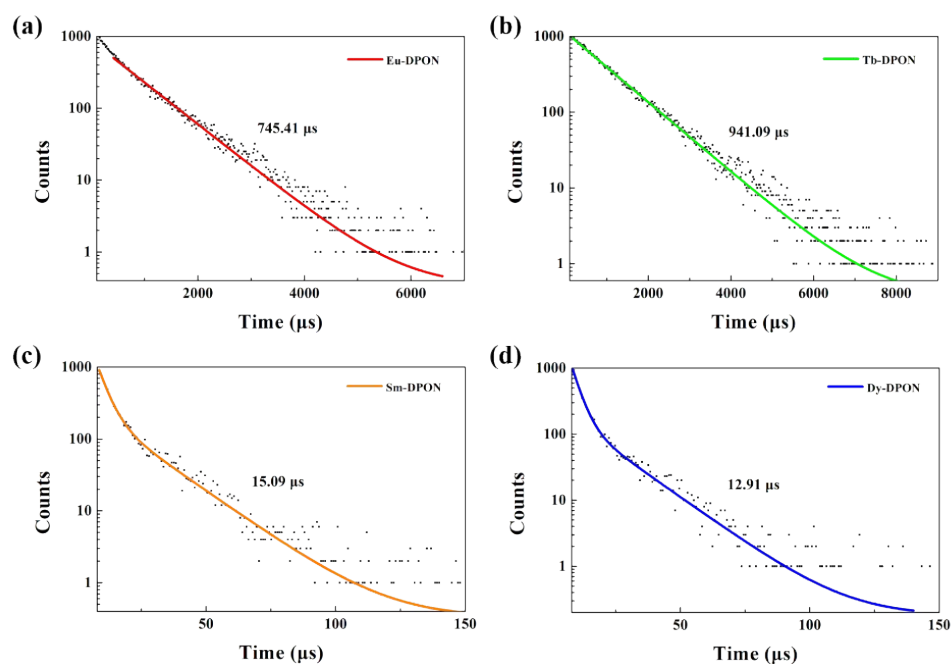 (a)
1000
100
10
1
Counts
Eu-DPON
745.41 μs
2000 4000 6000
Time (μs)
(b)
1000
100
10
1
Counts
Tb-DPON
941.09 μs
2000 4000 6000 8000
Time (μs)
(c)
1000
100
10
1
Counts
Sm-DPON
15.09 μs
50 100 150
Time (μs)
(d)
1000
100
10
1
Counts
Dy-DPON
12.91 μs
50 100 150
Time (μs)